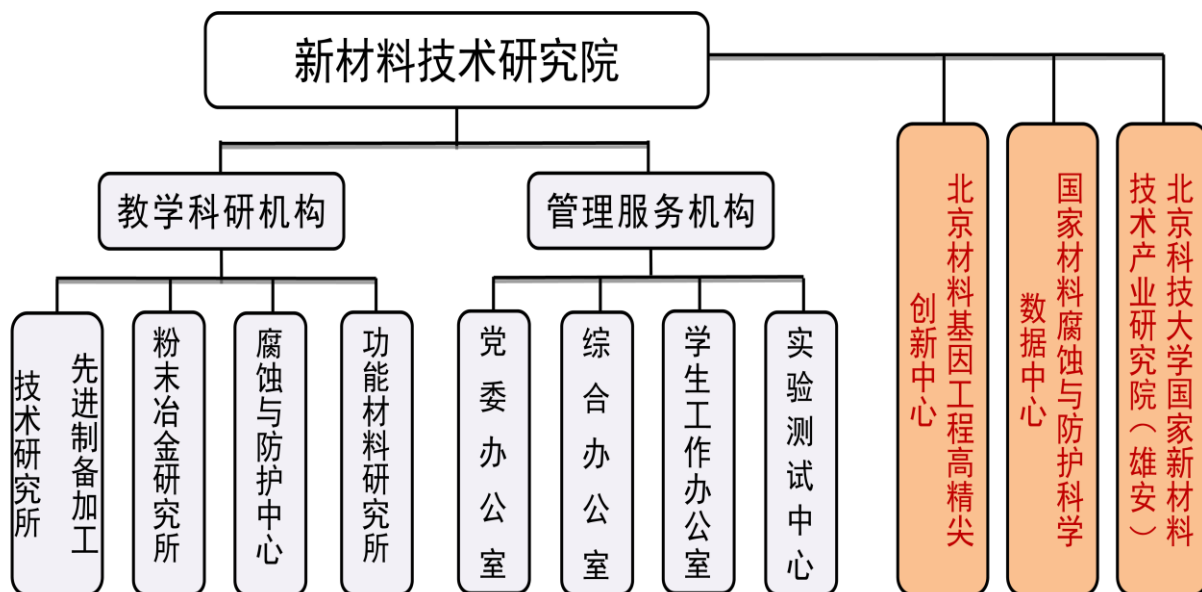 新材料技术研究院
教学科研机构
管理服务机构
先进制备加工
技术研究所
粉末冶金研究所
腐蚀与防护中心
功能材料研究所
党委办公室
综合办公室
学生工作办公室
实验测试中心
北京材料基因工程高精尖
创新中心
国家材料腐蚀与防护科学
数据中心
北京科技大学国家新材料
技术产业研究院（雄安）